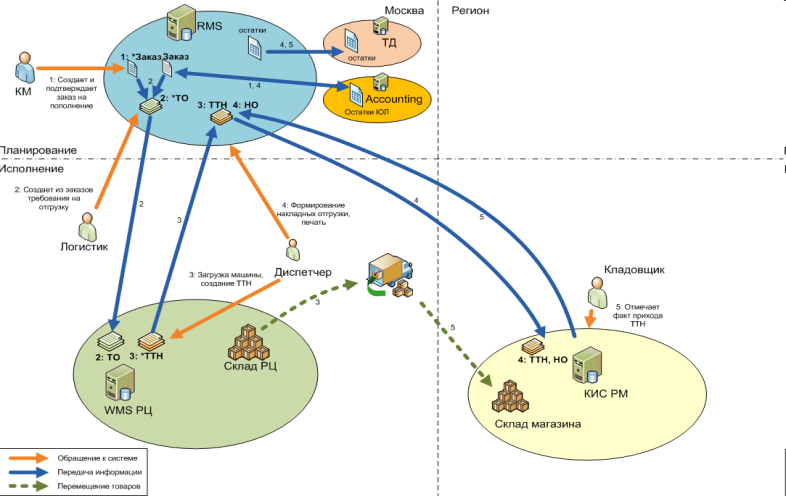 Москва
Регион
RMS
остатки
4, 5
ТД
остатки
КМ
1: *Заказ
Заказ
1: Создает и
подтверждает
заказ на
пополнение
2
2: *ТО
3: ТТН
4: НО
1, 4
Accounting
Остатки ЮЛ
Планирование
Исполнение
2: Создает из заказов
требования на
отгрузку
Логистик
2
3
4: Формирование
накладных отгрузки,
печать
Диспетчер
3: Загрузка машины,
создание ТТН
4
5
3
5
Кладовщик
5: Отмечает
факт прихода
ТТН
2: ТО
3: *ТТН
WMS РЦ
Склад РЦ
4: ТТН, НО
КИС РМ
Склад магазина
Обращение к системе
Передача информации
Перемещение товаров